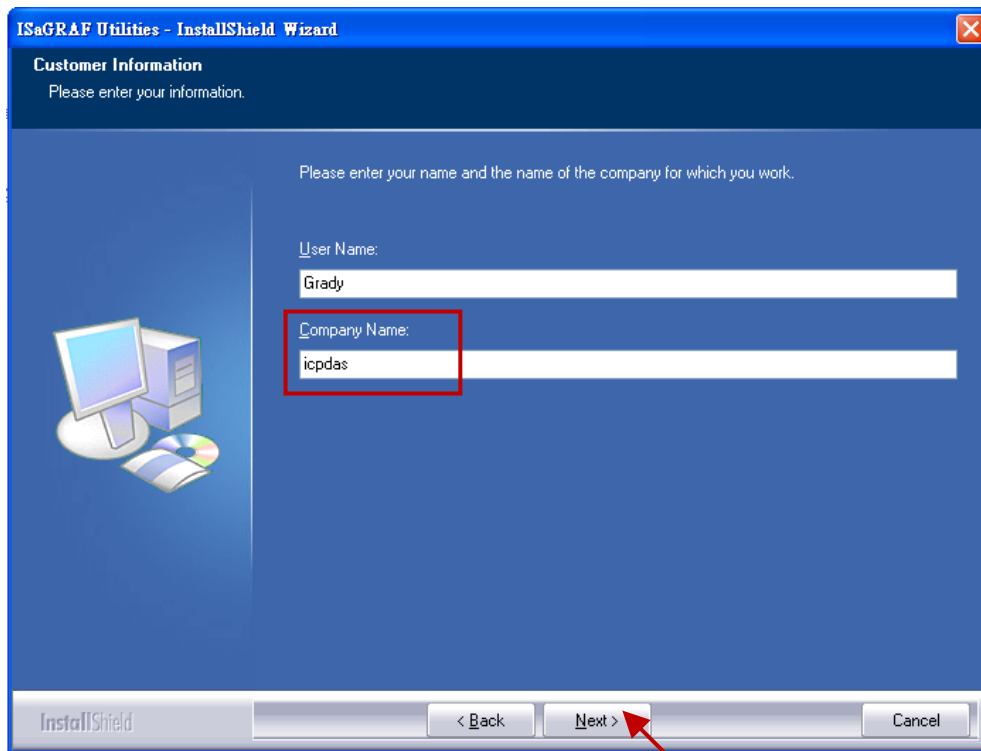 ISaGRAF Utilities - InstallShield Wizard
Customer Information
Please enter your information.
Please enter your name and the name of the company for which you work.
User Name:
Grady
Company Name:
icpdas
InstallShield
< Back
Next >
Cancel